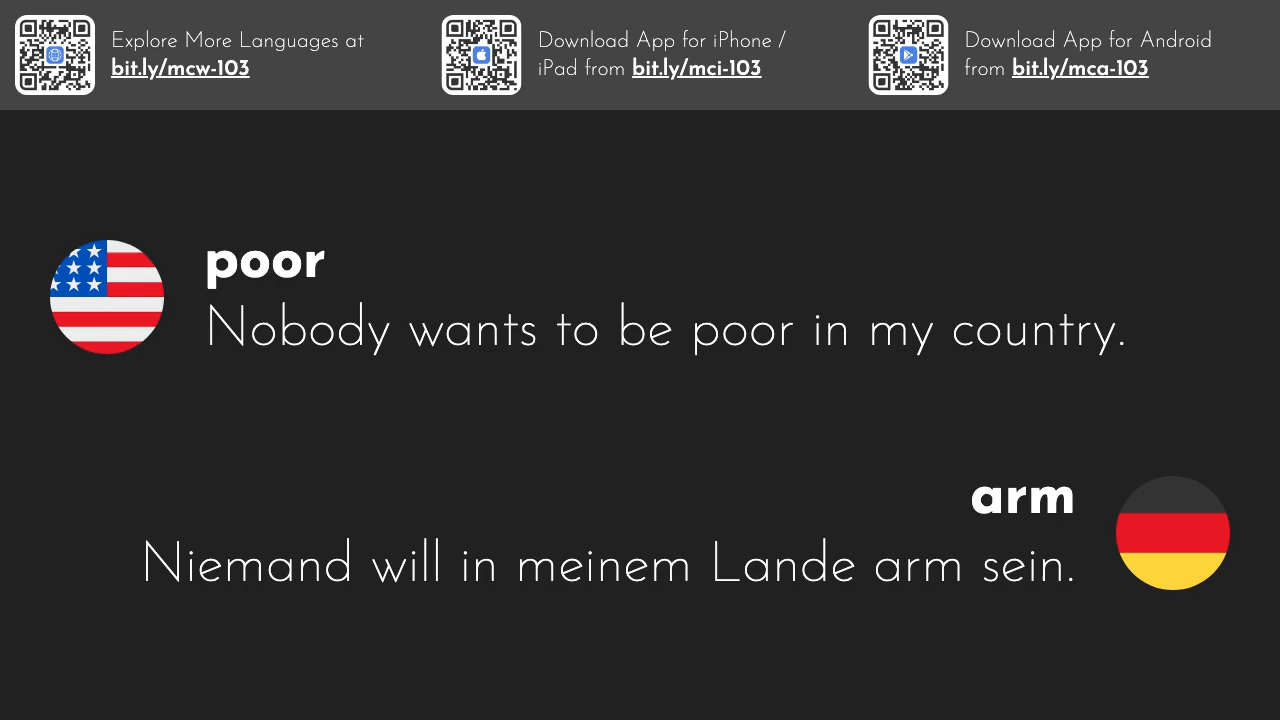 Explore More Languages at
bit.ly/mcw-103
Download App for iPhone /
iPad from bit.ly/mci-103
Download App for Android
from bit.ly/mca-103
poor
Nobody wants to be poor in my country.
arm
Niemand will in meinem Lande arm sein.